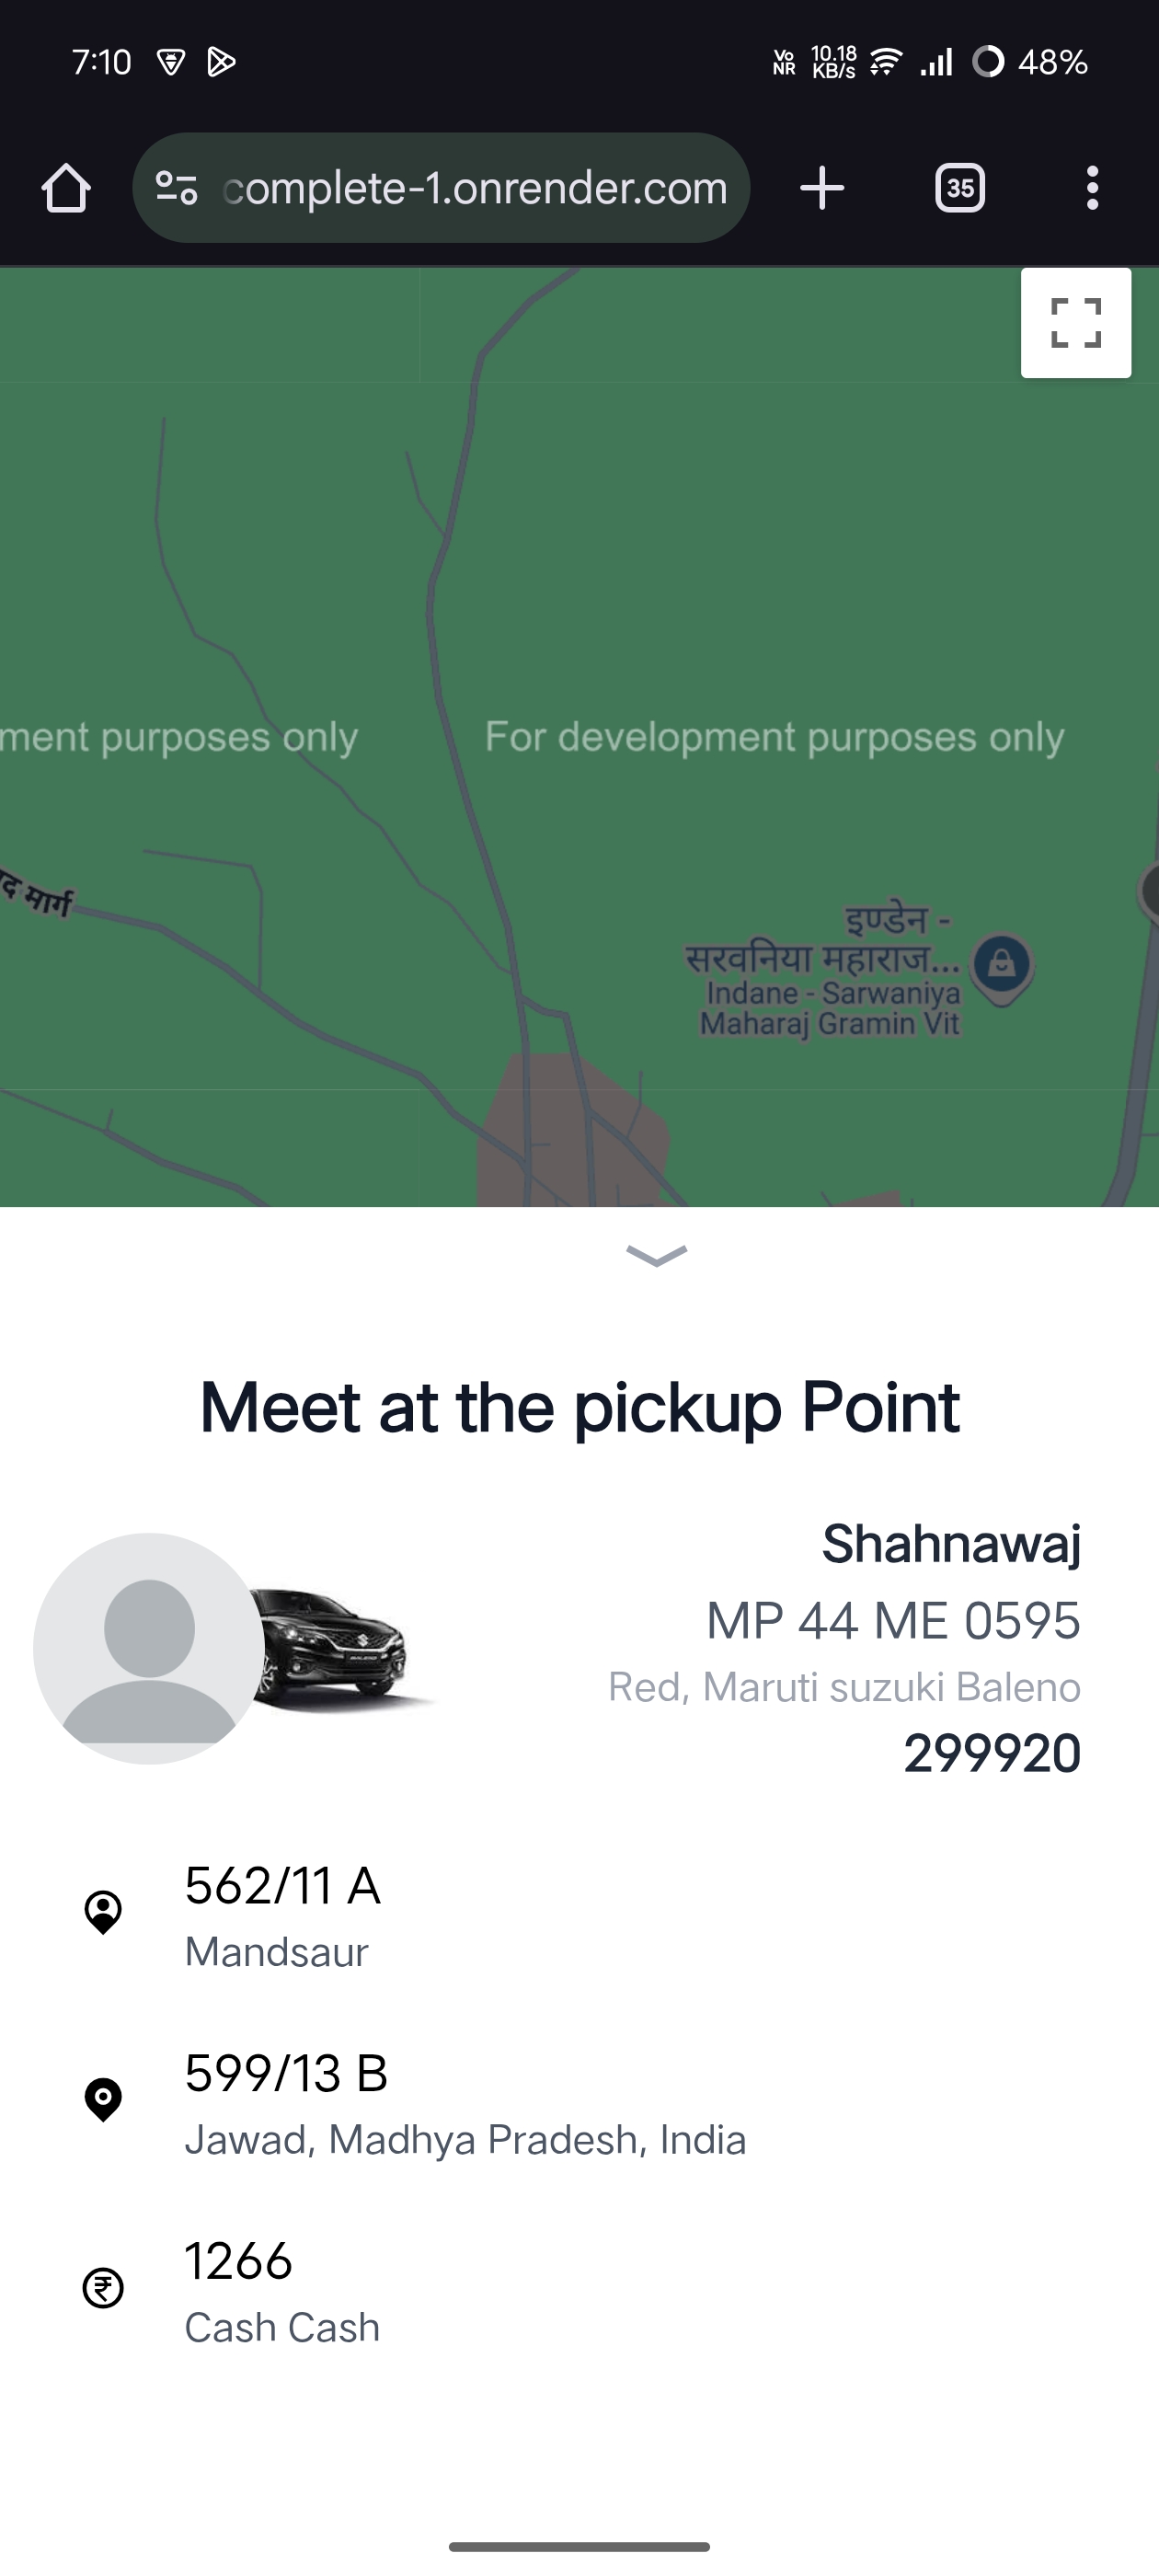 7:10
Vo NR 10.18 KB/s 48%
complete-1.onrender.com
35
ment purposes only For development purposes only
द मार्ग
इण्डेन -
सरवनिया महाराज...
Indane - Sarwaniya
Maharaj Gramin Vit
Meet at the pickup Point
Shahnawaj
MP 44 ME 0595
Red, Maruti suzuki Baleno
299920
562/11 A
Mandsaur
599/13 B
Jawad, Madhya Pradesh, India
1266
Cash Cash